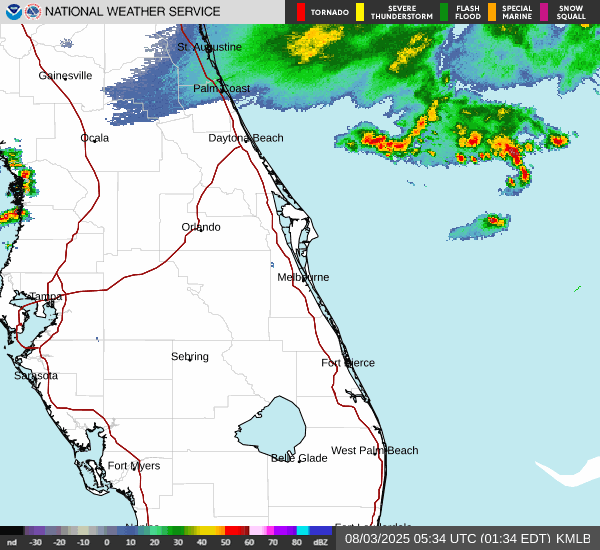 NATIONAL WEATHER SERVICE
TORNADO
SEVERE
THUNDERSTORM
FLASH
FLOOD
SPECIAL
MARINE
SNOW
SQUALL
St. Augustine
Gainesville
Palm Coast
Ocala
Daytona Beach
Orlando
Melbourne
Tampa
Sebring
Fort Pierce
Sarasota
West Palm Beach
Belle Glade
Fort Myers
nd -30 -20 -10 0 10 20 30 40 50 60 70 80 dBZ
08/03/2025 05:34 UTC (01:34 EDT) KMLB